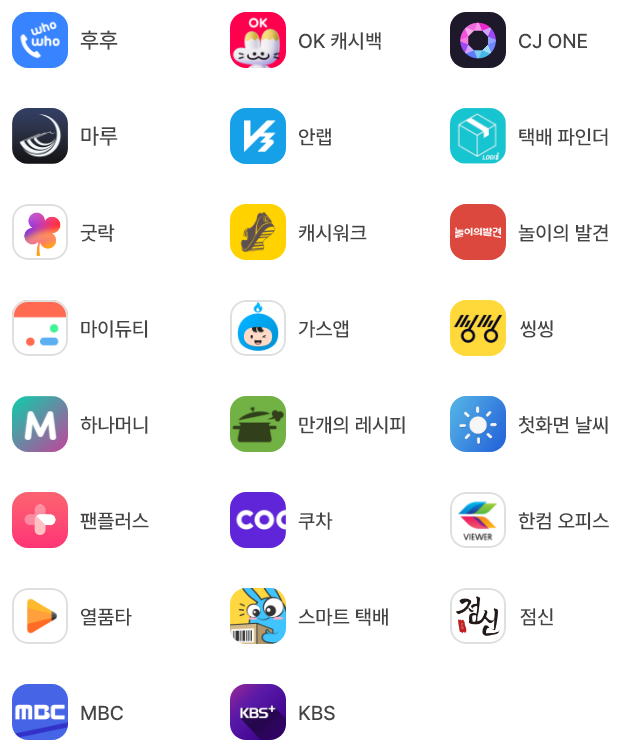 who
who
후후
OK
OK 캐시백
CJ ONE
마루
V3
안랩
LOGII
택배 파인더
굿락
캐시워크
놀이의발견
놀이의 발견
마이듀티
가스앱
씽씽
씽씽
M
하나머니
만개의 레시피
첫화면 날씨
팬플러스
COO
쿠차
VIEWER
한컴 오피스
열품타
스마트 택배
점신
점신
MBC
MBC
KBS+
KBS